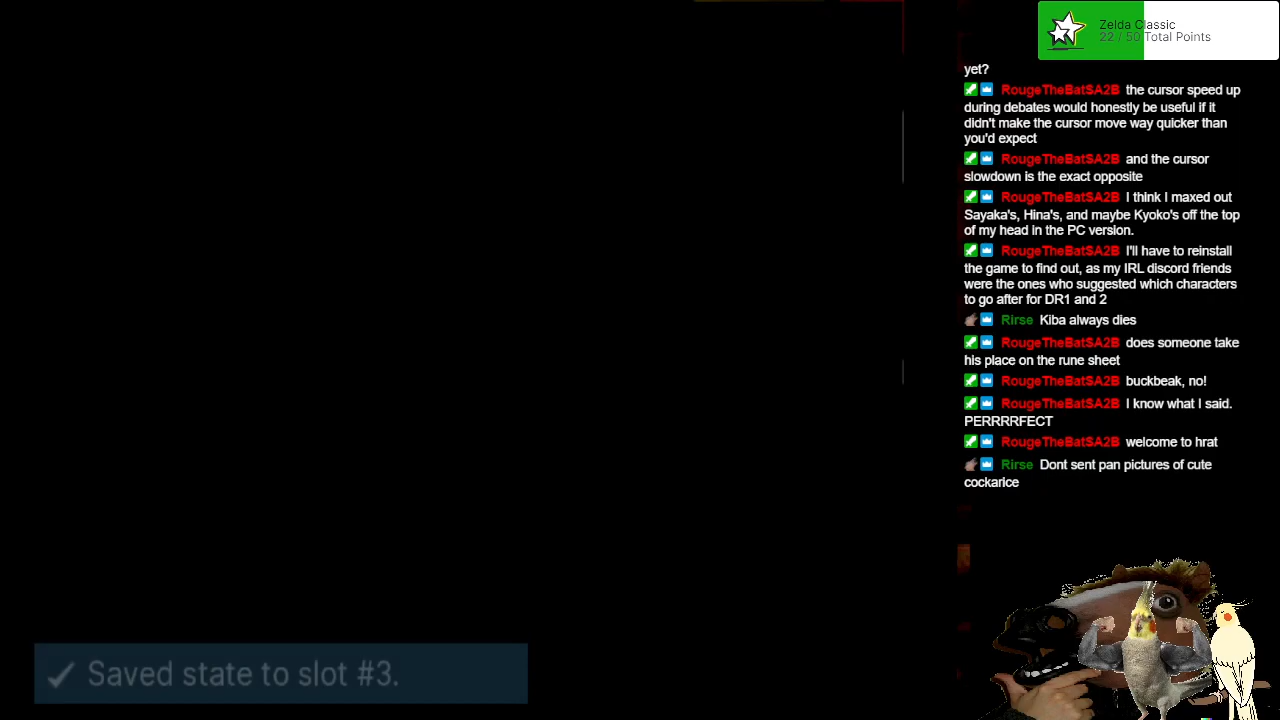 Zelda Classic
22 / 50 Total Points
yet?
RougeTheBatSA2B the cursor speed up
during debates would honestly be useful if it
didn't make the cursor move way quicker than
you'd expect
RougeTheBatSA2B and the cursor
slowdown is the exact opposite
RougeTheBatSA2B I think I maxed out
Sayaka's, Hina's, and maybe Kyoko's off the top
of my head in the PC version.
RougeTheBatSA2B I'll have to reinstall
the game to find out, as my IRL discord friends
were the ones who suggested which characters
to go after for DR1 and 2
Rirse Kiba always dies
RougeTheBatSA2B does someone take
his place on the rune sheet
RougeTheBatSA2B buckbeak, no!
RougeTheBatSA2B I know what I said.
PERRRRFECT
RougeTheBatSA2B welcome to hrat
Rirse Dont sent pan pictures of cute
cockarice
Saved state to slot #3.